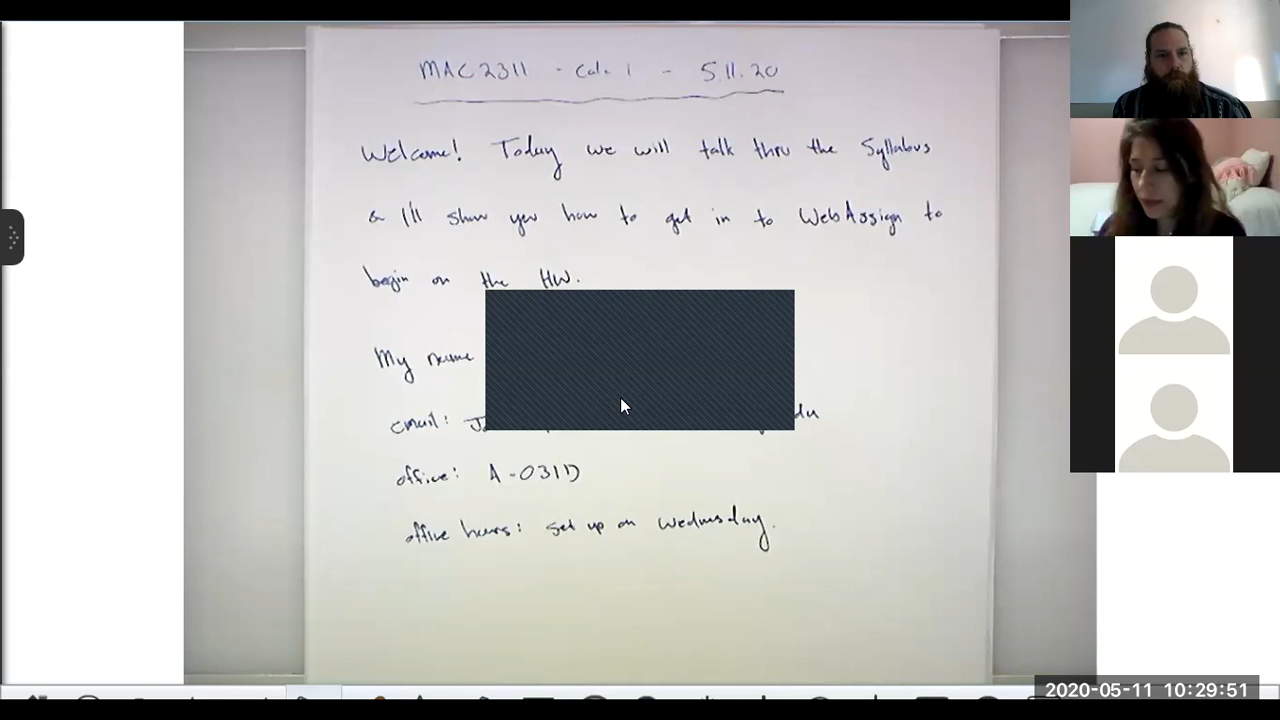 MAC2311 - Calc 1 - 5.11.20
Welcome! Today we will talk thru the Syllabus
& I'll show you how to get in to WebAssign to
begin on the HW.
My name
email:
office: A-031D
office hours: set up on Wednesday.
2020-05-11 10:29:51